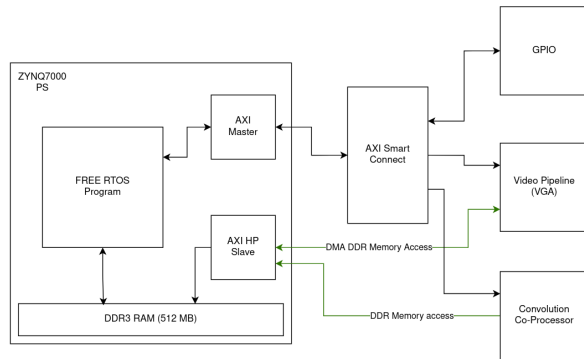 ZYNQ7000
PS
GPIO
AXI
Master
AXI Smart
Connect
FREE RTOS
Program
Video Pipeline
(VGA)
AXI HP
Slave
DMA DDR Memory Access
DDR3 RAM (512 MB)
DDR Memory access
Convolution
Co-Processor